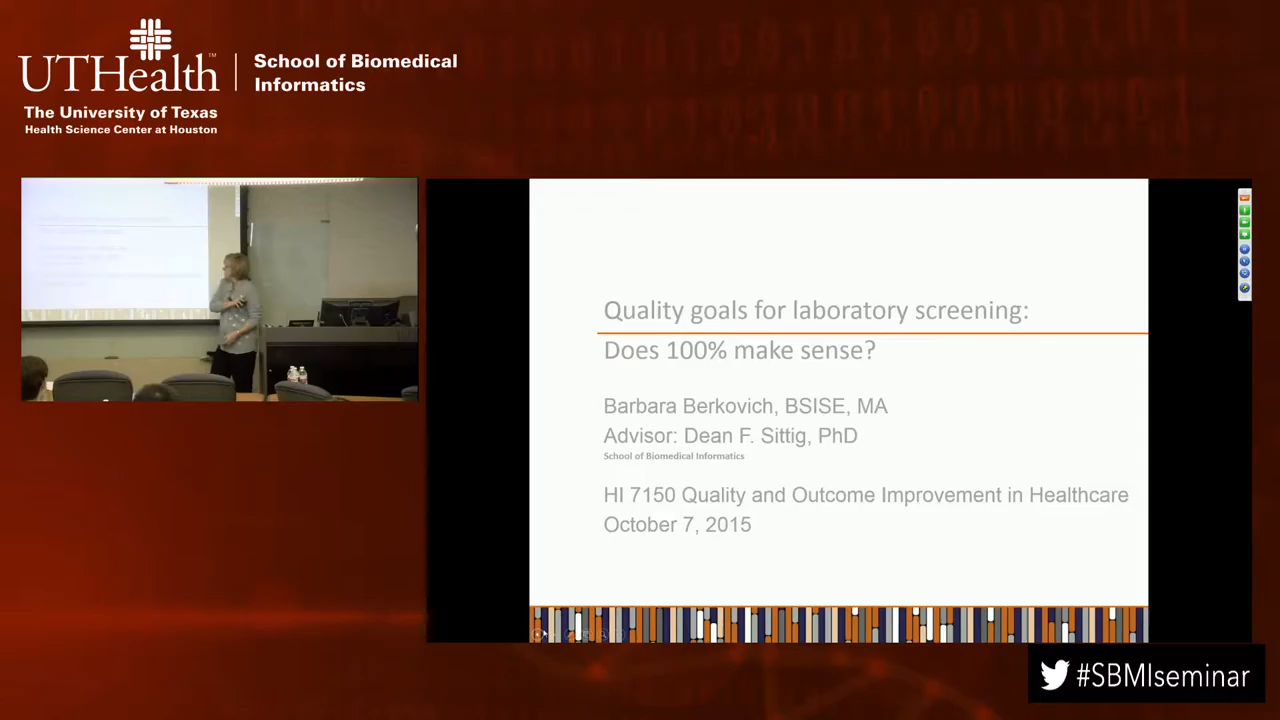 UTHealth™
School of Biomedical
Informatics
The University of Texas
Health Science Center at Houston
Quality goals for laboratory screening:
Does 100% make sense?
Barbara Berkovich, BSISE, MA
Advisor: Dean F. Sittig, PhD
School of Biomedical Informatics
HI 7150 Quality and Outcome Improvement in Healthcare
October 7, 2015
#SBMIseminar